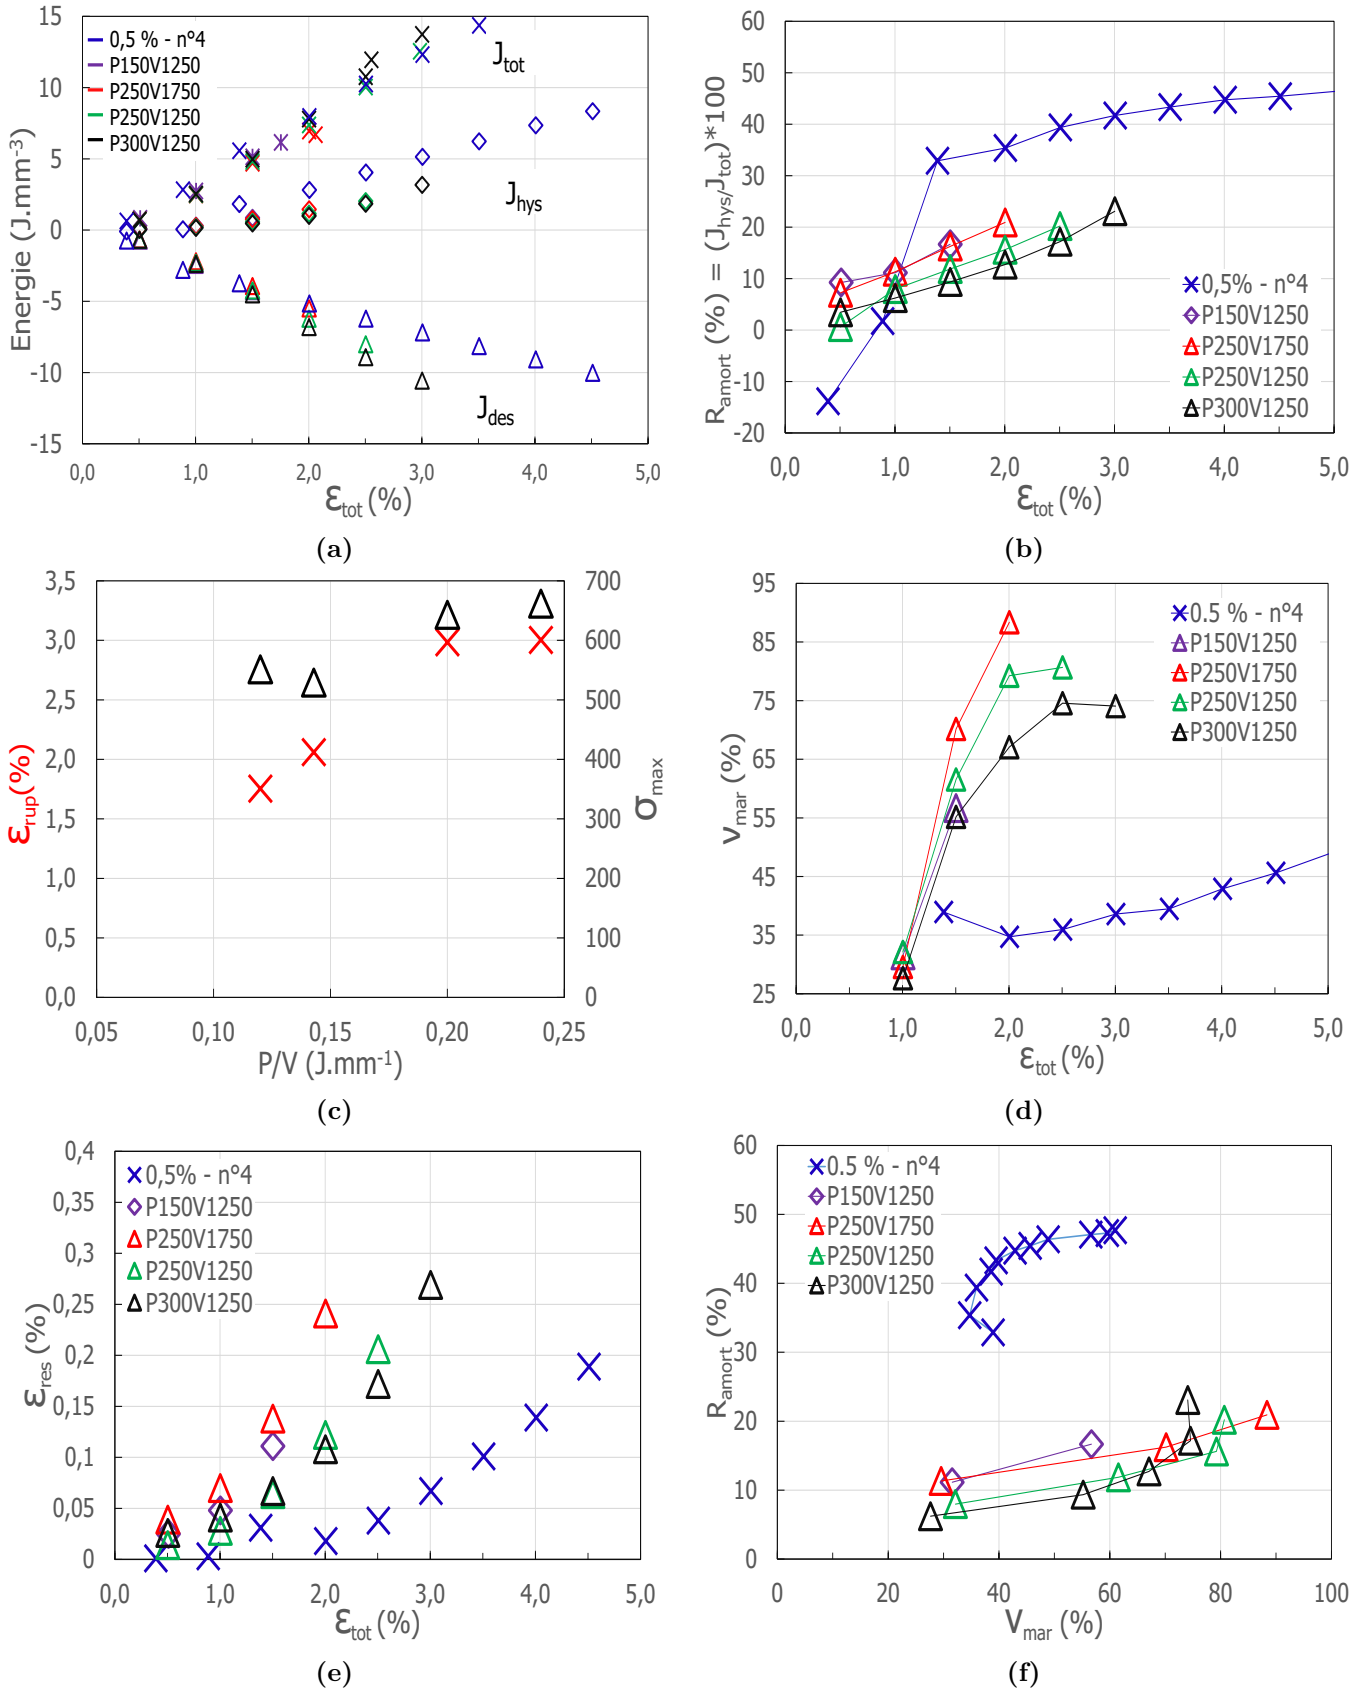 15
10
5
0
-5
-10
-15
0,0
1,0
2,0
3,0
4,0
5,0
Energie (J.mm-3)
εtot (%)
0,5 % - n°4
P150V1250
P250V1750
P250V1250
P300V1250
Jtot
Jhys
Jdes
(a)
60
50
40
30
20
10
0
-10
-20
0,0
1,0
2,0
3,0
4,0
5,0
Ramort (%) = (Jhys/Jtot)*100
εtot (%)
0,5% - n°4
P150V1250
P250V1750
P250V1250
P300V1250
(b)
3,5
3,0
2,5
2,0
1,5
1,0
0,5
0,0
700
600
500
400
300
200
100
0
0,05
0,10
0,15
0,20
0,25
εrup(%)
σmax
P/V (J.mm-1)
(c)
95
85
75
65
55
45
35
25
0,0
1,0
2,0
3,0
4,0
5,0
vmar (%)
εtot (%)
0.5 % - n°4
P150V1250
P250V1750
P250V1250
P300V1250
(d)
0,4
0,35
0,3
0,25
0,2
0,15
0,1
0,05
0
0,0
1,0
2,0
3,0
4,0
5,0
εres (%)
εtot (%)
0,5% - n°4
P150V1250
P250V1750
P250V1250
P300V1250
(e)
60
50
40
30
20
10
0
0
20
40
60
80
100
Ramort (%)
Vmar (%)
0.5 % - n°4
P150V1250
P250V1750
P250V1250
P300V1250
(f)